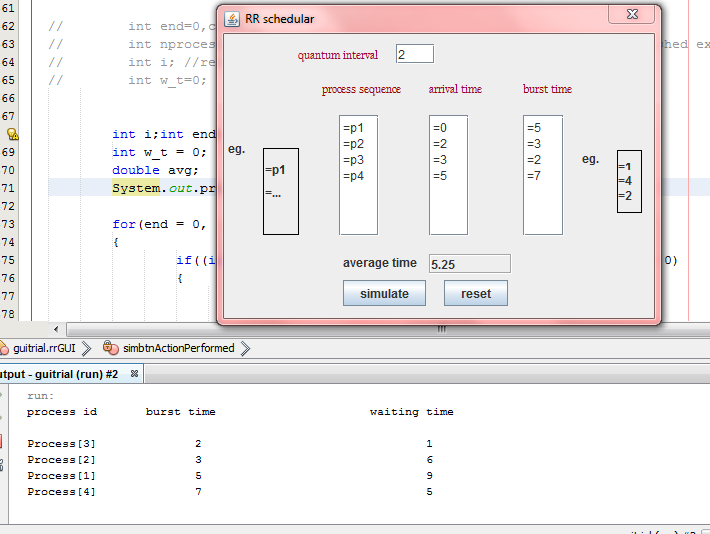 RR schedular
quantum interval 2
process sequence arrival time burst time
eg.
=p1
=...
=p1
=p2
=p3
=p4
=0
=2
=3
=5
=5
=3
=2
=7
eg.
=1
=4
=2
average time 5.25
simulate reset
61
62 // int end=0,c
63 // int nproces shed ex
64 // int i; //re
65 // int w_t=0;
66
67
int i;int end
69 int w_t = 0;
70 double avg;
71 System.out.pr
72
73 for(end = 0,
74 {
75 if((i 0)
76 {
77
78
guitrial.rrGUI simbtnActionPerformed
utput - guitrial (run) #2
run:
process id burst time waiting time
Process[3] 2 1
Process[2] 3 6
Process[1] 5 9
Process[4] 7 5